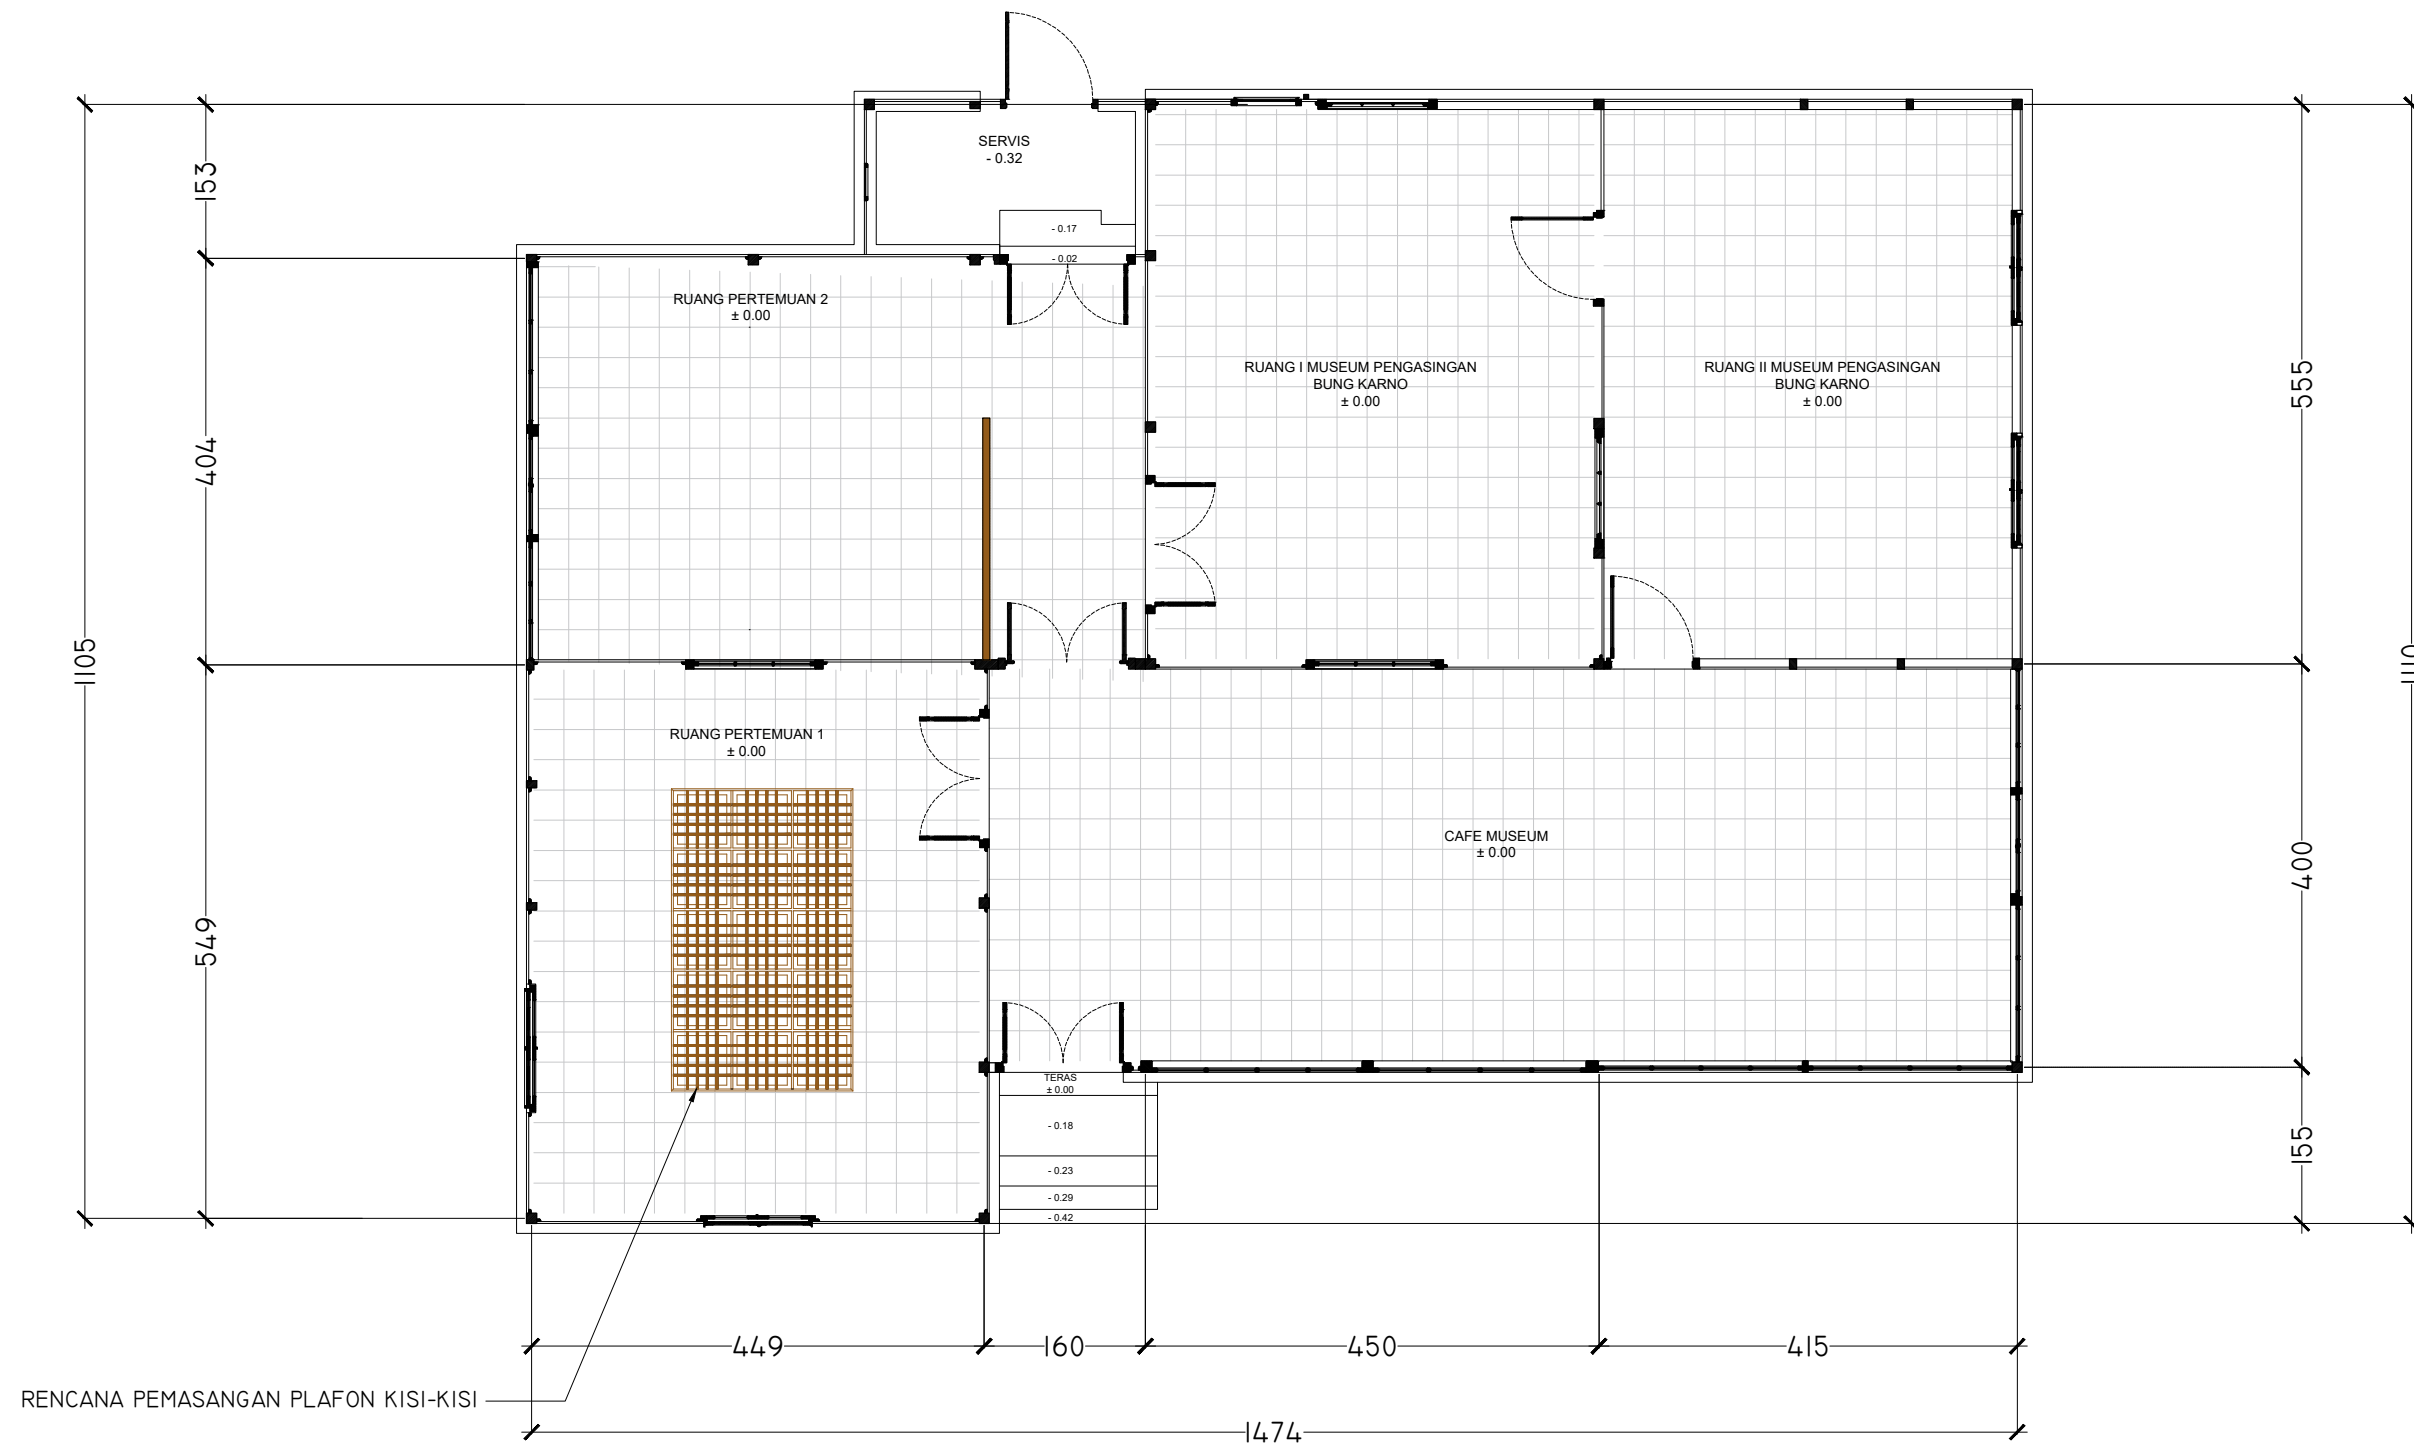 SERVIS
- 0.32
- 0.17
- 0.02
RUANG PERTEMUAN 2
± 0.00
RUANG I MUSEUM PENGASINGAN
BUNG KARNO
± 0.00
RUANG II MUSEUM PENGASINGAN
BUNG KARNO
± 0.00
RUANG PERTEMUAN 1
± 0.00
CAFE MUSEUM
± 0.00
TERAS
± 0.00
- 0.18
- 0.23
- 0.29
- 0.42
1105
153
404
549
555
400
155
1110
449
160
450
415
1474
RENCANA PEMASANGAN PLAFON KISI-KISI